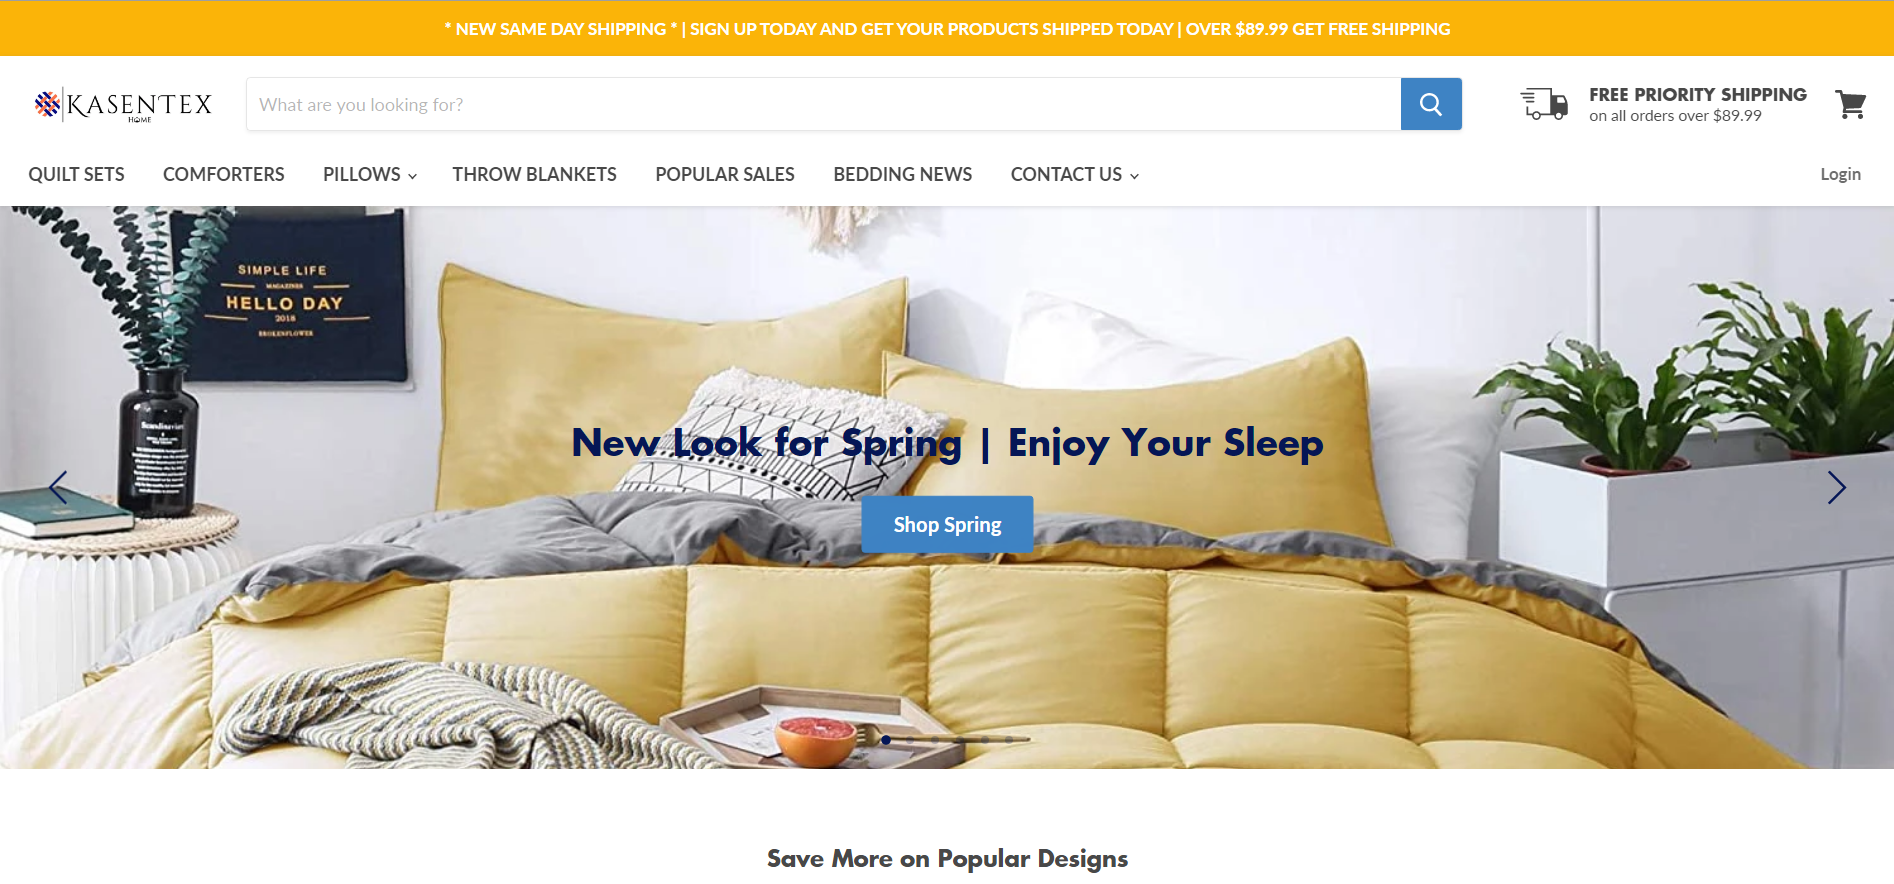 * NEW SAME DAY SHIPPING * | SIGN UP TODAY AND GET YOUR PRODUCTS SHIPPED TODAY | OVER $89.99 GET FREE SHIPPING
KASENTEX
HOME
What are you looking for?
FREE PRIORITY SHIPPING
on all orders over $89.99
QUILT SETS
COMFORTERS
PILLOWS
THROW BLANKETS
POPULAR SALES
BEDDING NEWS
CONTACT US
Login
SIMPLE LIFE
MAGAZINES
HELLO DAY
2018
BROKENFLOWER
Scandinavian
New Look for Spring | Enjoy Your Sleep
Shop Spring
Save More on Popular Designs